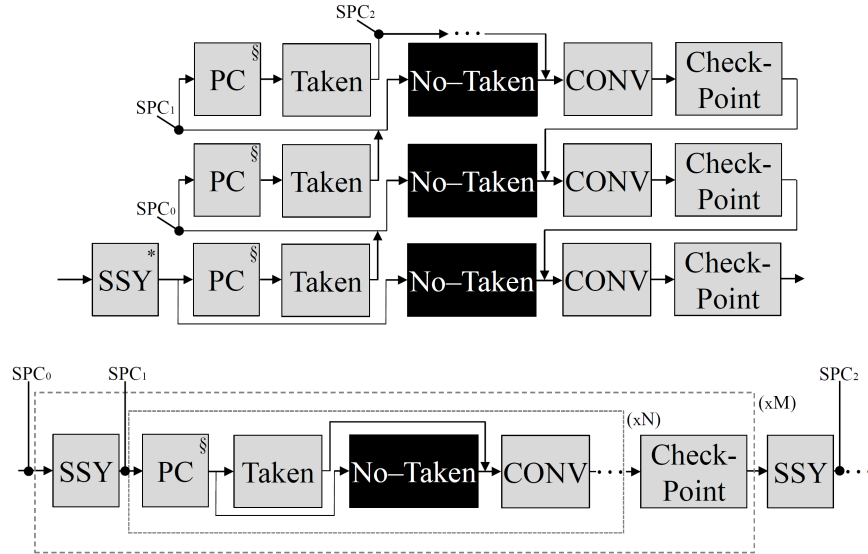 SPC2
§
PC
Taken
No–Taken
CONV
Check-
Point
SPC1
§
PC
Taken
No–Taken
CONV
Check-
Point
SPC0
*
SSY
§
PC
Taken
No–Taken
CONV
Check-
Point
SPC0
SPC1
SPC2
(xM)
(xN)
SSY
§
PC
Taken
No–Taken
CONV
· · ·
Check-
Point
SSY
· · ·